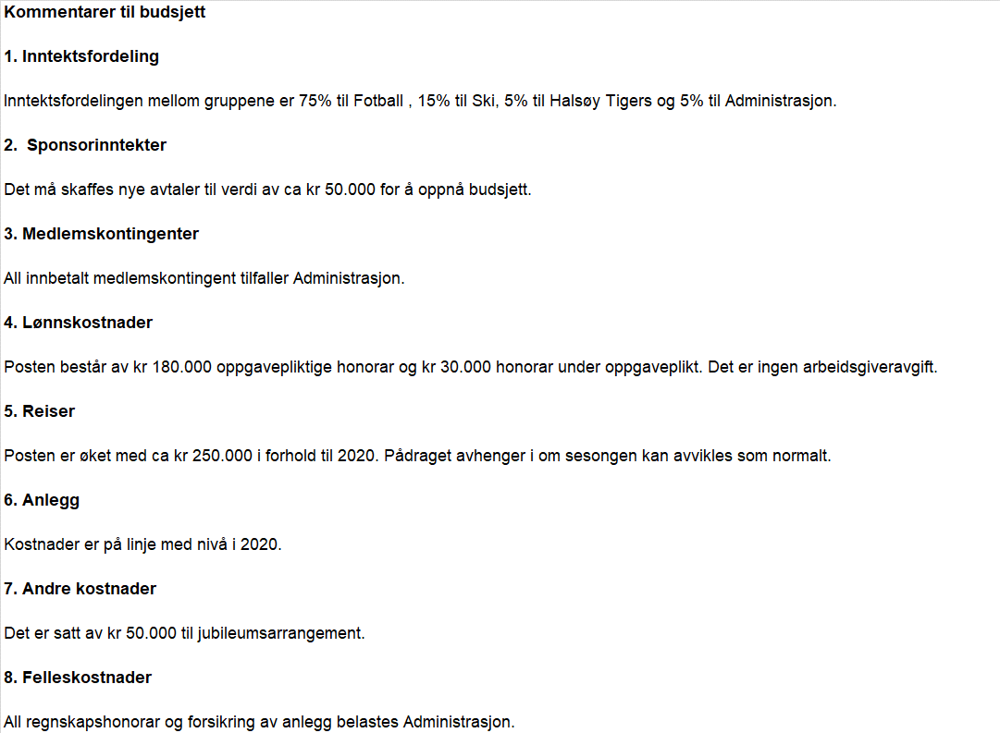 Kommentarer til budsjett
1. Inntektsfordeling
Inntektsfordelingen mellom gruppene er 75% til Fotball , 15% til Ski, 5% til Halsøy Tigers og 5% til Administrasjon.
2.  Sponsorinntekter
Det må skaffes nye avtaler til verdi av ca kr 50.000 for å oppnå budsjett.
3. Medlemskontingenter
All innbetalt medlemskontingent tilfaller Administrasjon.
4. Lønnskostnader
Posten består av kr 180.000 oppgavepliktige honorar og kr 30.000 honorar under oppgaveplikt. Det er ingen arbeidsgiveravgift.
5. Reiser
Posten er øket med ca kr 250.000 i forhold til 2020. Pådraget avhenger i om sesongen kan avvikles som normalt.
6. Anlegg
Kostnader er på linje med nivå i 2020.
7. Andre kostnader
Det er satt av kr 50.000 til jubileumsarrangement.
8. Felleskostnader
All regnskapshonorar og forsikring av anlegg belastes Administrasjon.